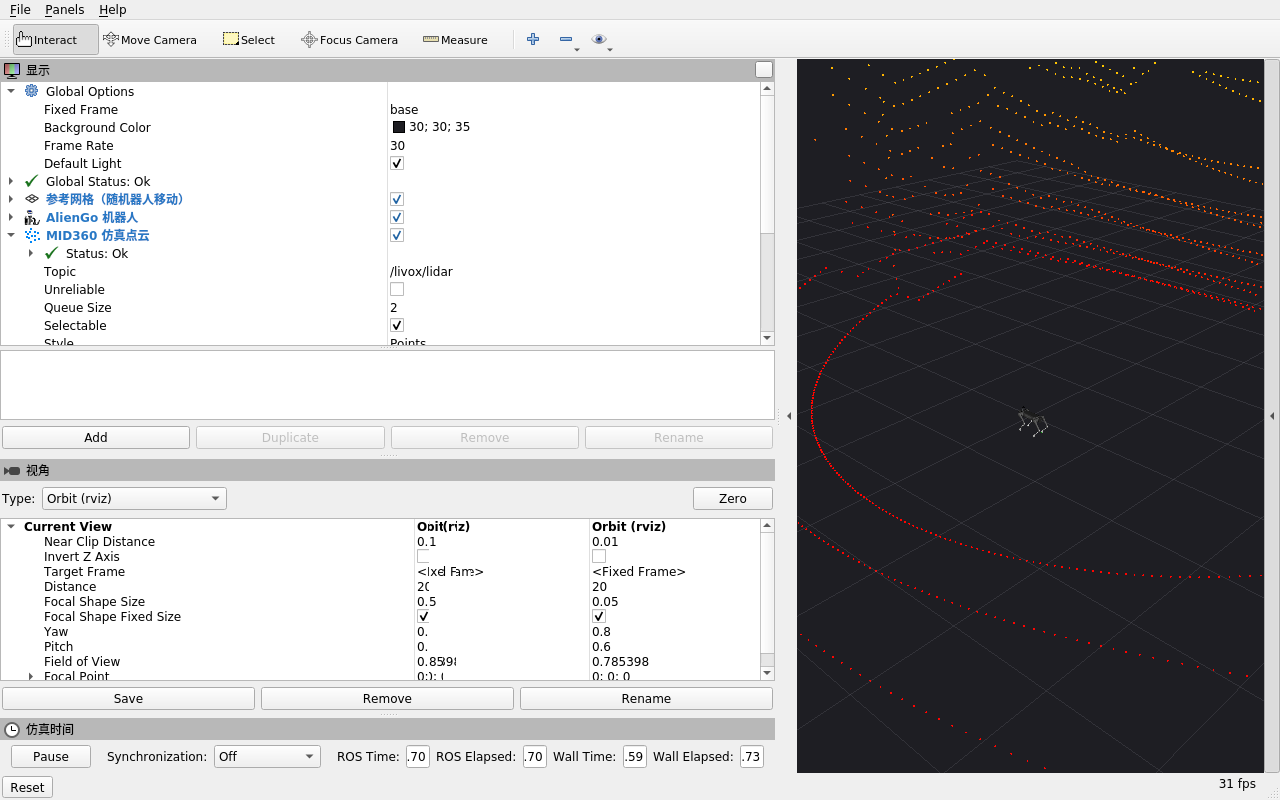 File Panels Help
Interact Move Camera Select Focus Camera Measure
显示
Global Options
Fixed Frame base
Background Color 30; 30; 35
Frame Rate 30
Default Light
Global Status: Ok
参考网格（随机器人移动）
AlienGo 机器人
MID360 仿真点云
Status: Ok
Topic /livox/lidar
Unreliable
Queue Size 2
Selectable
Style Points
Add Duplicate Remove Rename
视角
Type: Orbit (rviz) Zero
Current View Orbit (rviz)
Near Clip Distance 0.1 0.01
Invert Z Axis
Target Frame <Fixed Frame>
Distance 20 20
Focal Shape Size 0.5 0.05
Focal Shape Fixed Size
Yaw 0. 0.8
Pitch 0. 0.6
Field of View 0.785398
Focal Point 0; 0; 0
Save Remove Rename
仿真时间
Pause Synchronization: Off ROS Time: .70 ROS Elapsed: .70 Wall Time: .59 Wall Elapsed: .73
Reset 31 fps